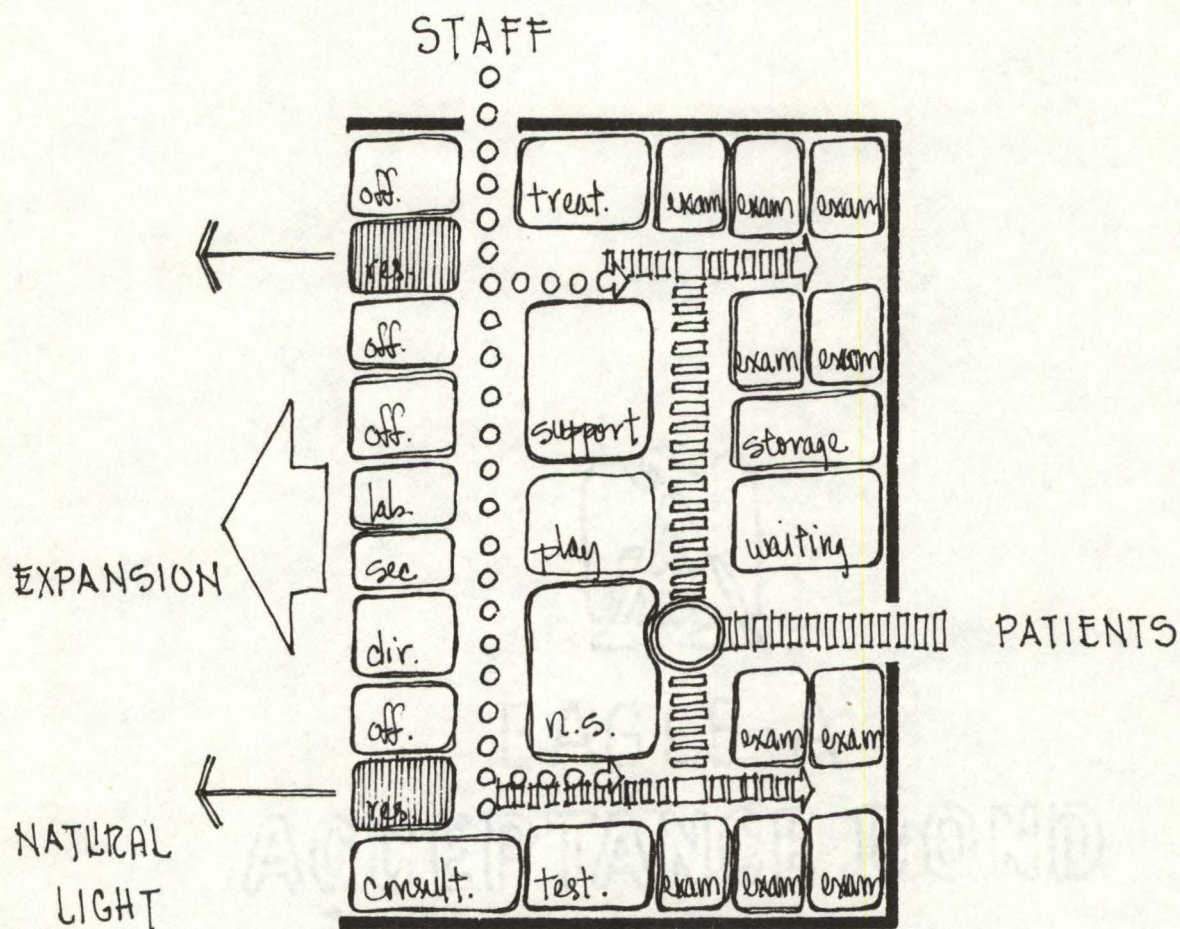 STAFF
off.
treat.
exam
exam
exam
res.
off.
exam
exam
off.
support
storage
lab
play
waiting
sec
EXPANSION
PATIENTS
dir.
off.
n.s.
exam
exam
res.
NATURAL
LIGHT
consult.
test.
exam
exam
exam